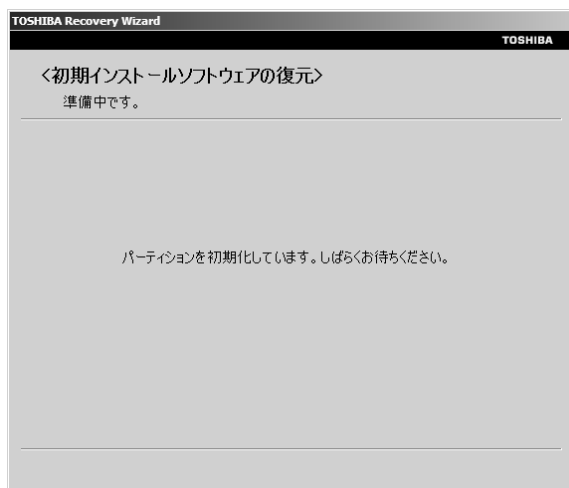 TOSHIBA Recovery Wizard
TOSHIBA
<初期インストールソフトウェアの復元>
準備中です。
パーティションを初期化しています。しばらくお待ちください。